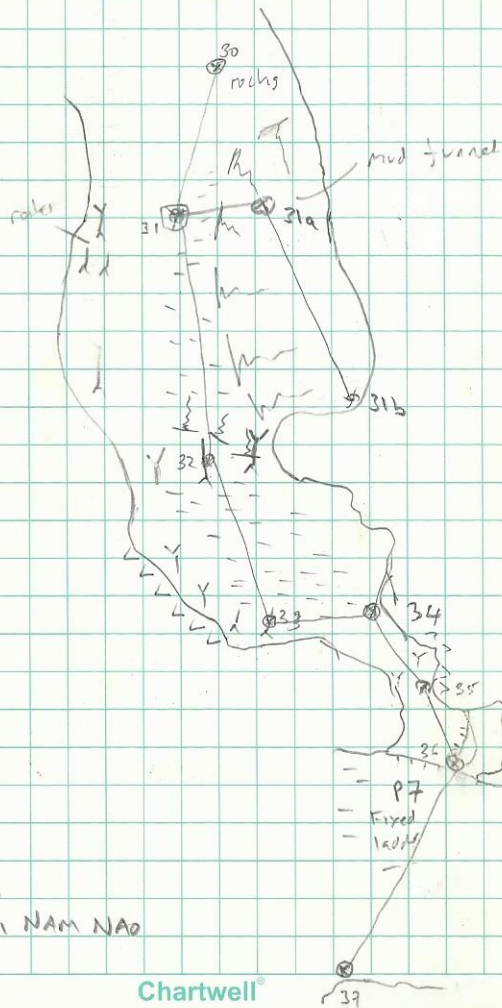 30
rocks
Mud funnel
31
31a
31b
32
33
34
35
36
P7
Fixed
ladder
NAM NAO
37
Chartwell®